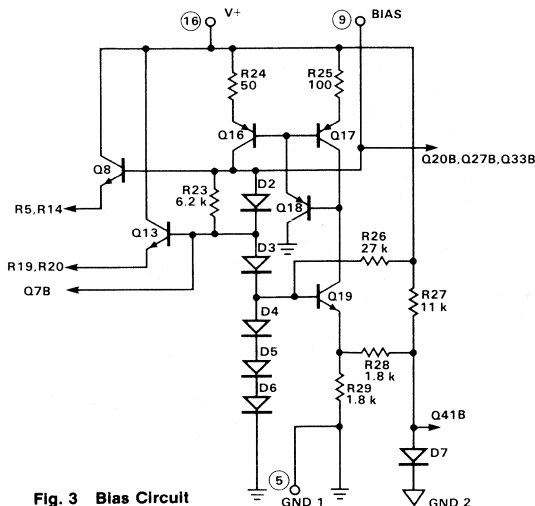 16
V+
9
BIAS
R24
50
R25
100
Q16
Q17
Q20B,Q27B,Q33B
Q8
R23
6.2 k
D2
Q18
R5,R14
Q13
D3
R26
27 k
R19,R20
Q7B
Q19
R27
11 k
D4
D5
D6
R28
1.8 k
R29
1.8 k
Q41B
D7
5
GND 1
GND 2
Fig. 3 Bias Circuit